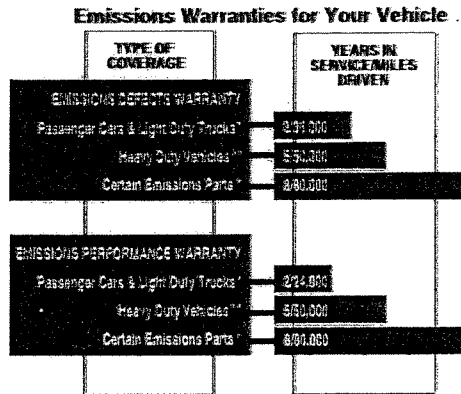 Emissions Warranties for Your Vehicle
TYPE OF
COVERAGE
YEARS IN
SERVICE/MILES
DRIVEN
EMISSIONS DEFECTS WARRANTY
Passenger Cars & Light Duty Trucks*
Heavy Duty Vehicles** 5/50,000
Certain Emissions Parts* 8/80,000
EMISSIONS PERFORMANCE WARRANTY
Passenger Cars & Light Duty Trucks* 2/24,000
Heavy Duty Vehicles** 5/50,000
Certain Emissions Parts* 8/80,000